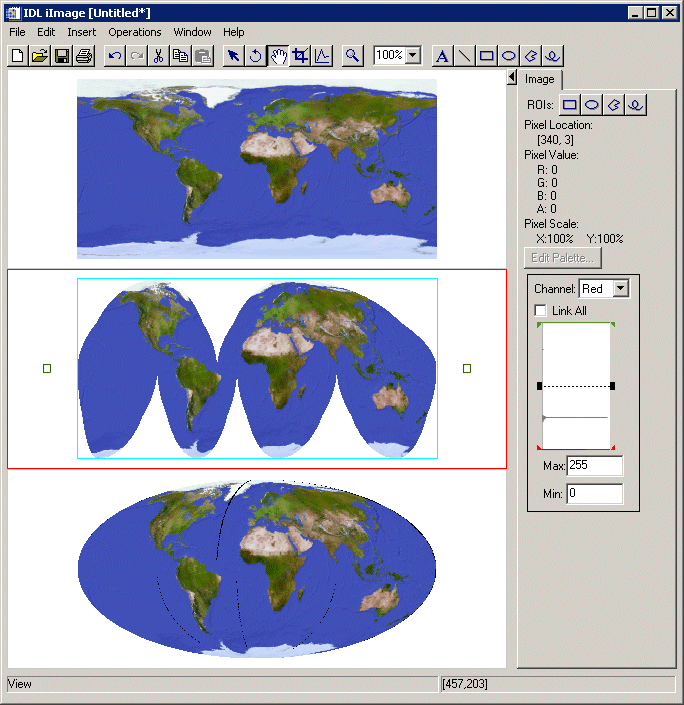 IDL iImage [Untitled*]
File Edit Insert Operations Window Help
100% A
Image
ROIs:
Pixel Location:
[340, 3]
Pixel Value:
R: 0
G: 0
B: 0
A: 0
Pixel Scale:
X:100% Y:100%
Edit Palette...
Channel: Red
Link All
Max: 255
Min: 0
View [457,203]